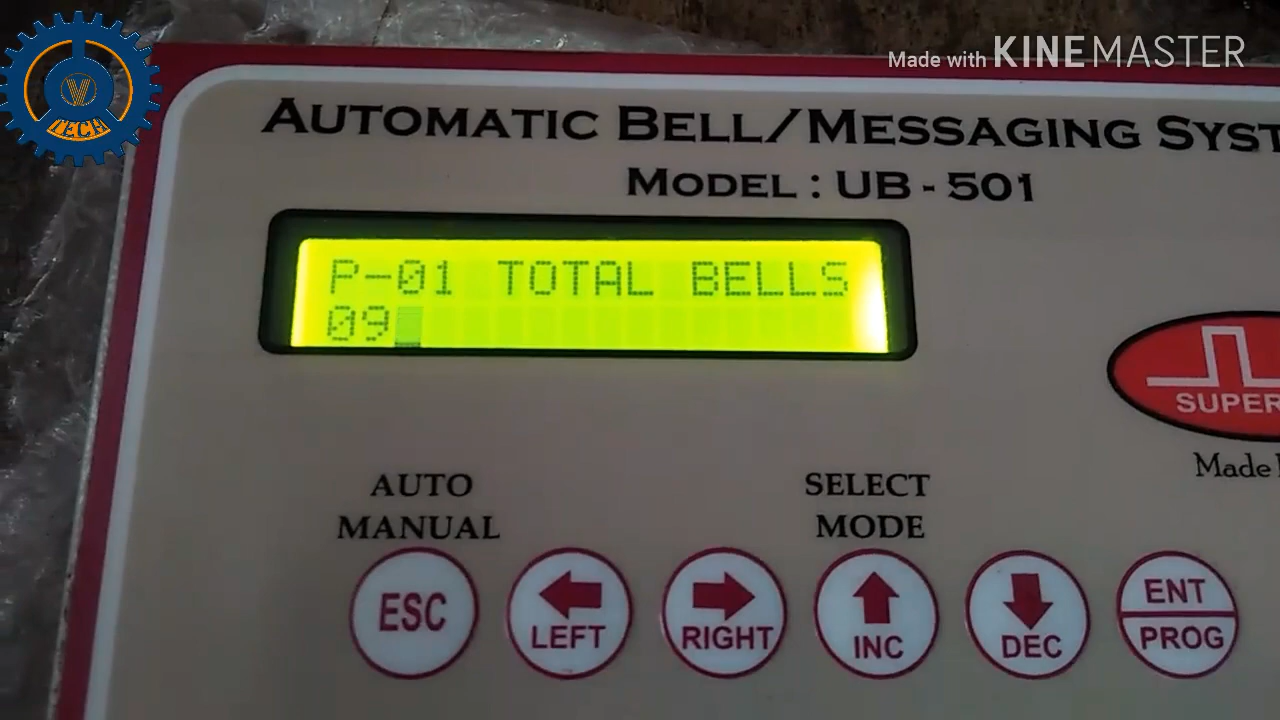 Made with KINEMASTER
V
TECH
AUTOMATIC BELL/MESSAGING SYST
MODEL : UB - 501
P-01 TOTAL BELLS
09
SUPER
Made
AUTO
MANUAL
SELECT
MODE
ESC
LEFT
RIGHT
INC
DEC
ENT
PROG